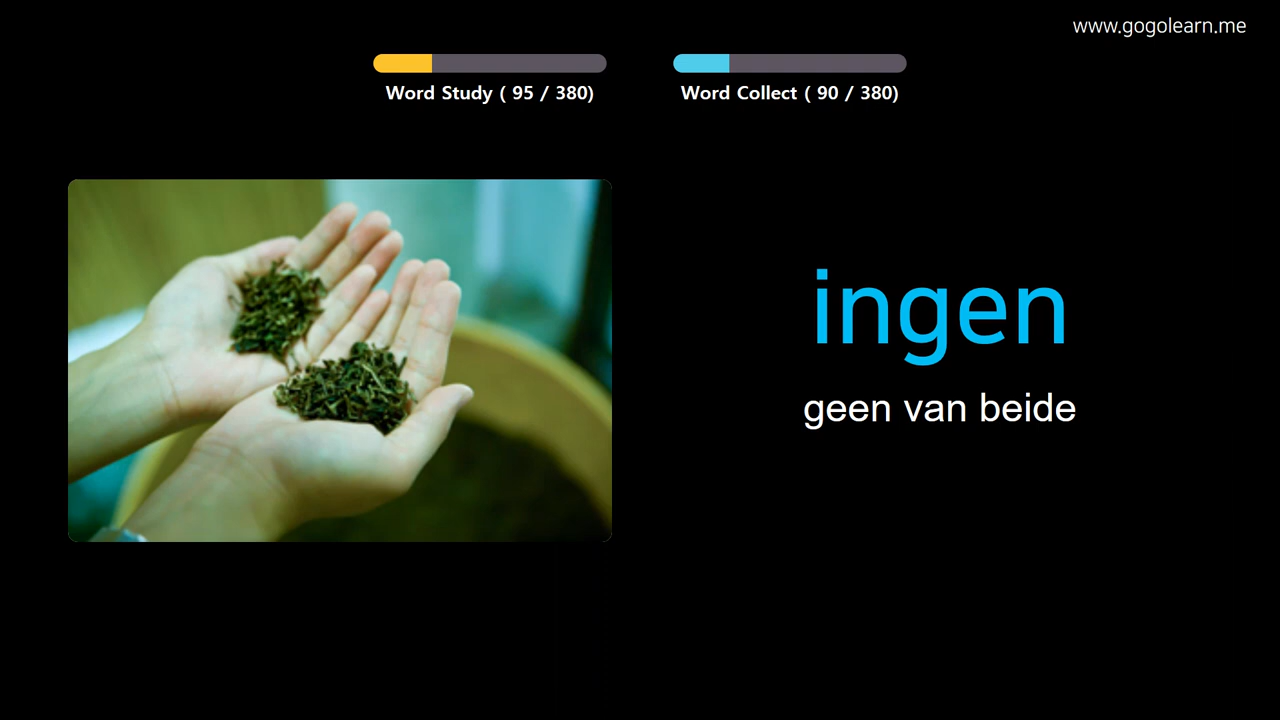 www.gogolearn.me
Word Study ( 95 / 380)
Word Collect ( 90 / 380)
ingen
geen van beide